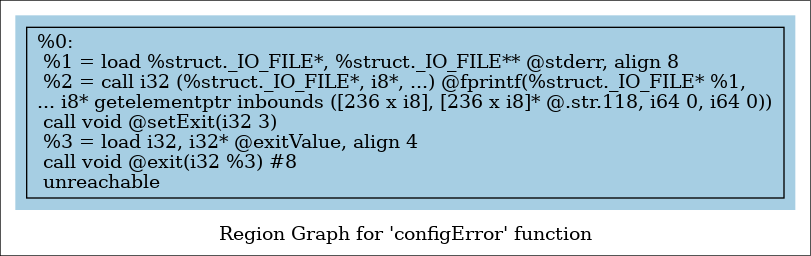 %0:
%1 = load %struct._IO_FILE*, %struct._IO_FILE** @stderr, align 8
%2 = call i32 (%struct._IO_FILE*, i8*, ...) @fprintf(%struct._IO_FILE* %1,
... i8* getelementptr inbounds ([236 x i8], [236 x i8]* @.str.118, i64 0, i64 0))
call void @setExit(i32 3)
%3 = load i32, i32* @exitValue, align 4
call void @exit(i32 %3) #8
unreachable
Region Graph for 'configError' function